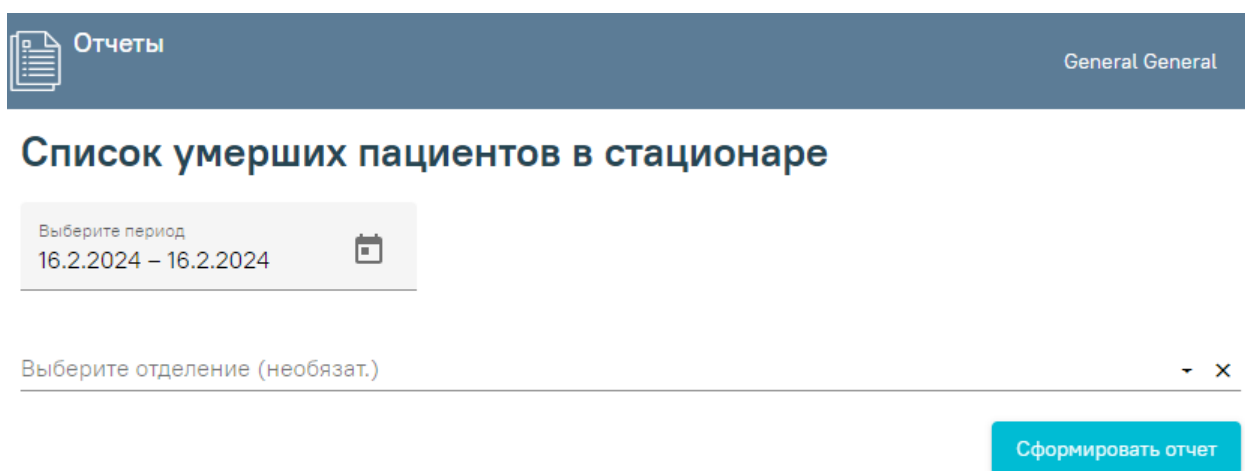 Отчеты
General General
Список умерших пациентов в стационаре
Выберите период
16.2.2024 – 16.2.2024
Выберите отделение (необязат.)
Сформировать отчет